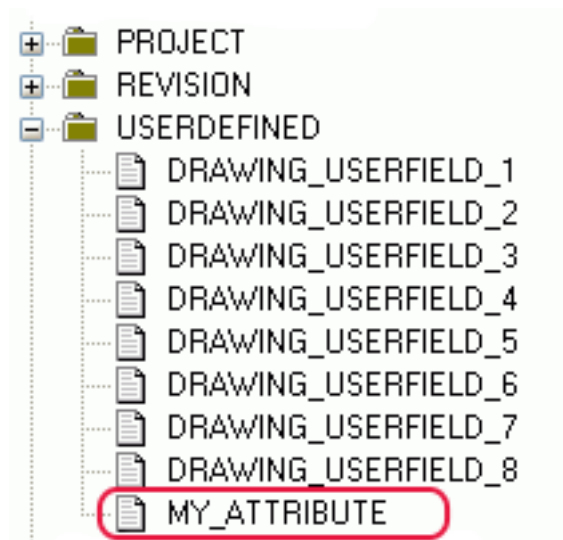 PROJECT
REVISION
USERDEFINED
DRAWING_USERFIELD_1
DRAWING_USERFIELD_2
DRAWING_USERFIELD_3
DRAWING_USERFIELD_4
DRAWING_USERFIELD_5
DRAWING_USERFIELD_6
DRAWING_USERFIELD_7
DRAWING_USERFIELD_8
MY_ATTRIBUTE